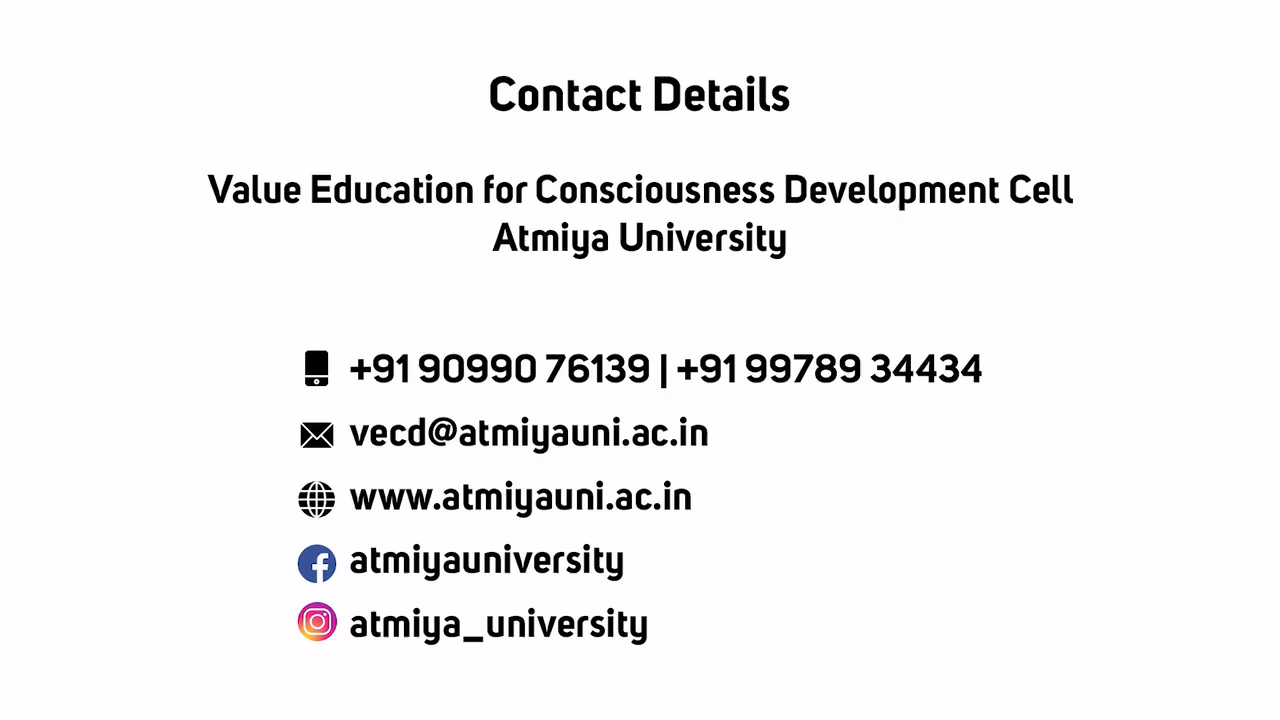 Contact Details
Value Education for Consciousness Development Cell
Atmiya University
+91 90990 76139 | +91 99789 34434
vecd@atmiyauni.ac.in
www.atmiyauni.ac.in
atmiyauniversity
atmiya_university